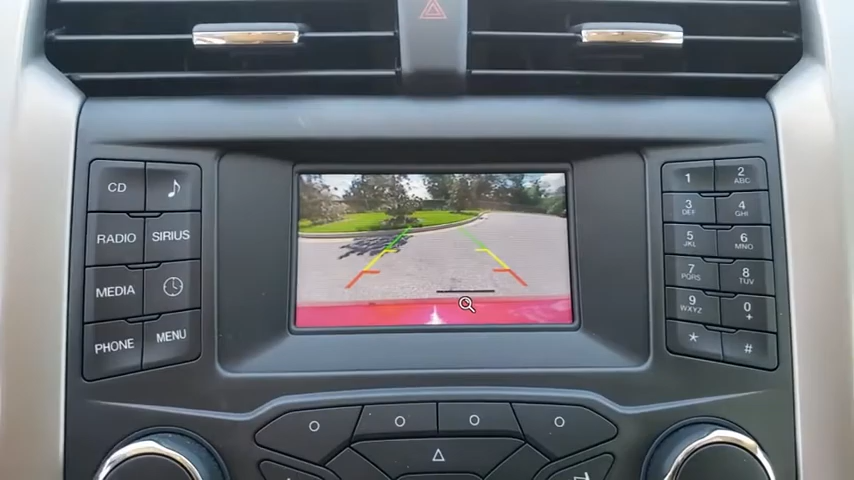 CD
RADIO
SIRIUS
MEDIA
PHONE
MENU
1
2
ABC
3
DEF
4
GHI
5
JKL
6
MNO
7
PQRS
8
TUV
9
WXYZ
0
+
*
#